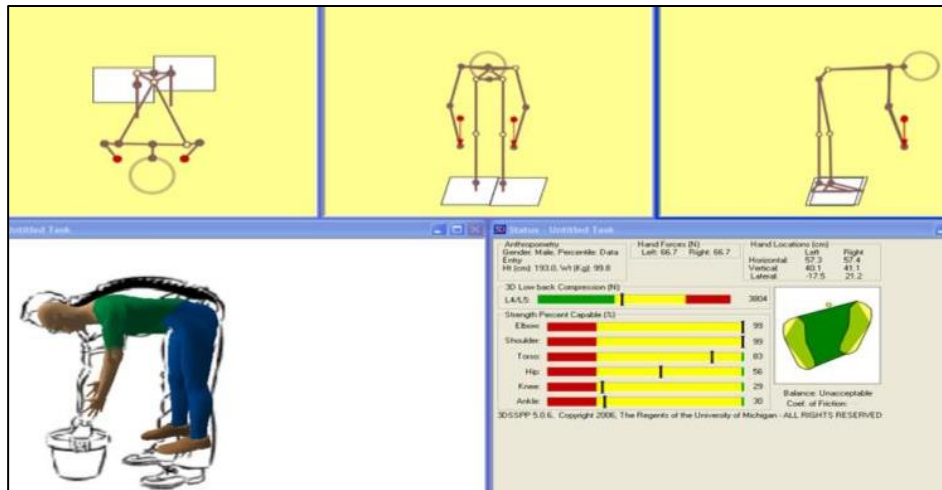 Untitled Task
Status - Untitled Task
Anthropometry
Gender: Male, Percentile: Data
Entry
Ht (cm): 193.0, Wt (Kg): 99.8
Hand Forces (N)
Left: 66.7 Right: 66.7
Hand Locations (cm)
Left Right
Horizontal: 57.3 57.4
Vertical: 40.1 41.1
Lateral: -17.5 21.2
3D Low back Compression (N)
L4/L5: 3804
Strength Percent Capable (%)
Elbow: 99
Shoulder: 99
Torso: 83
Hip: 56
Knee: 29
Ankle: 30
Balance: Unacceptable
Coef. of Friction:
3DSSPP 5.0.6, Copyright 2006, The Regents of the University of Michigan - ALL RIGHTS RESERVED